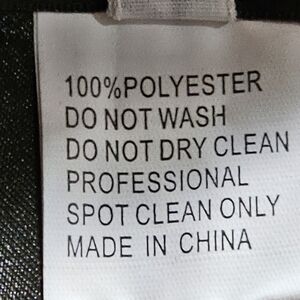 100%POLYESTER
DO NOT WASH
DO NOT DRY CLEAN
PROFESSIONAL
SPOT CLEAN ONLY
MADE IN CHINA